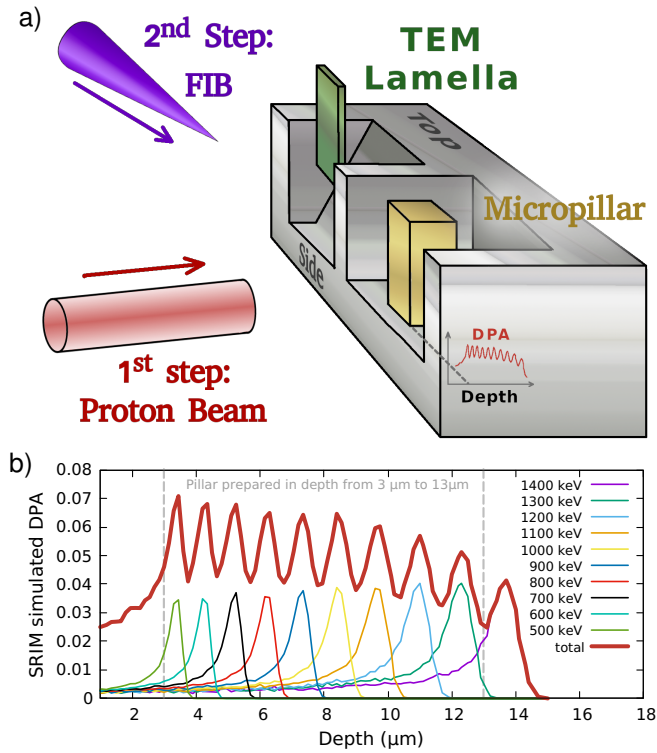 a)
2nd Step:
FIB
TEM
Lamella
Top
Micropillar
Side
DPA
Depth
1st step:
Proton Beam
b)
SRIM simulated DPA
0.08
0.07
0.06
0.05
0.04
0.03
0.02
0.01
0
Pillar prepared in depth from 3 μm to 13μm
1400 keV
1300 keV
1200 keV
1100 keV
1000 keV
900 keV
800 keV
700 keV
600 keV
500 keV
total
2 4 6 8 10 12 14 16 18
Depth (μm)